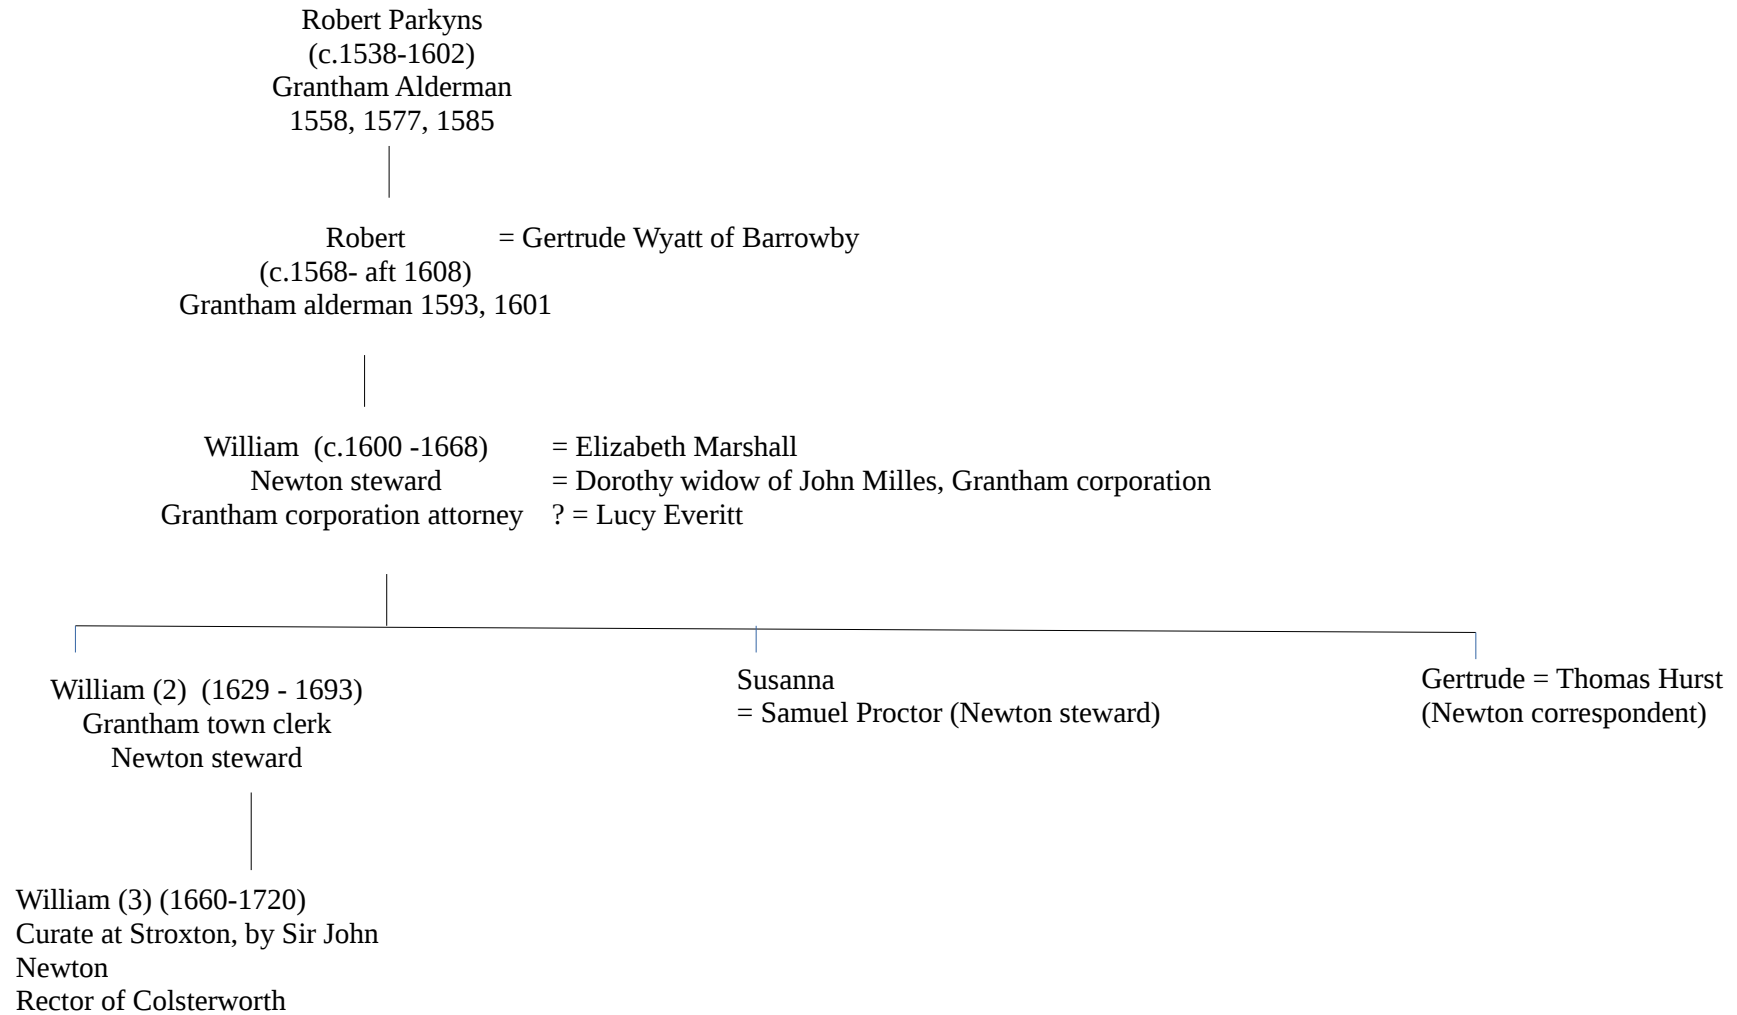 Robert Parkyns
(c.1538-1602)
Grantham Alderman
1558, 1577, 1585
Robert = Gertrude Wyatt of Barrowby
(c.1568- aft 1608)
Grantham alderman 1593, 1601
William (c.1600 -1668) = Elizabeth Marshall
Newton steward = Dorothy widow of John Milles, Grantham corporation
Grantham corporation attorney ? = Lucy Everitt
William (2) (1629 - 1693)
Grantham town clerk
Newton steward
Susanna
= Samuel Proctor (Newton steward)
Gertrude = Thomas Hurst
(Newton correspondent)
William (3) (1660-1720)
Curate at Stroxton, by Sir John
Newton
Rector of Colsterworth